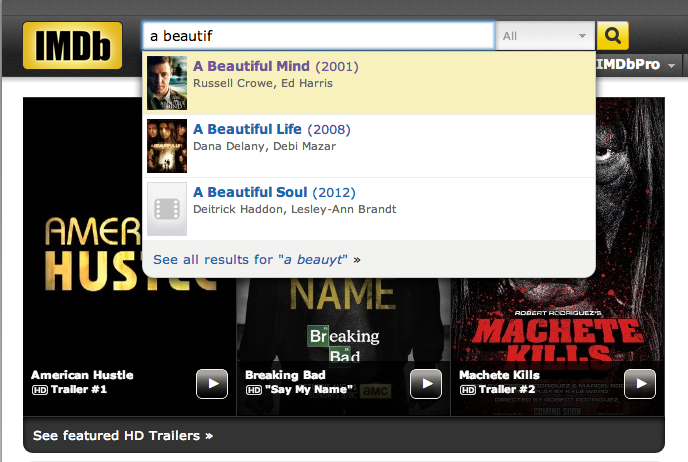 IMDb
a beautif
All
IMDbPro
A Beautiful Mind (2001)
Russell Crowe, Ed Harris
A Beautiful Life (2008)
Dana Delany, Debi Mazar
A Beautiful Soul (2012)
Deitrick Haddon, Lesley-Ann Brandt
See all results for "a beauyt" »
AMER
HUSTLE
NAME
Breaking
Bad
amc
ROBERT RODRIGUEZ'S
MACHETE
KILLS
COMING SOON
American Hustle
HD Trailer #1
Breaking Bad
HD "Say My Name"
Machete Kills
HD Trailer #2
See featured HD Trailers »